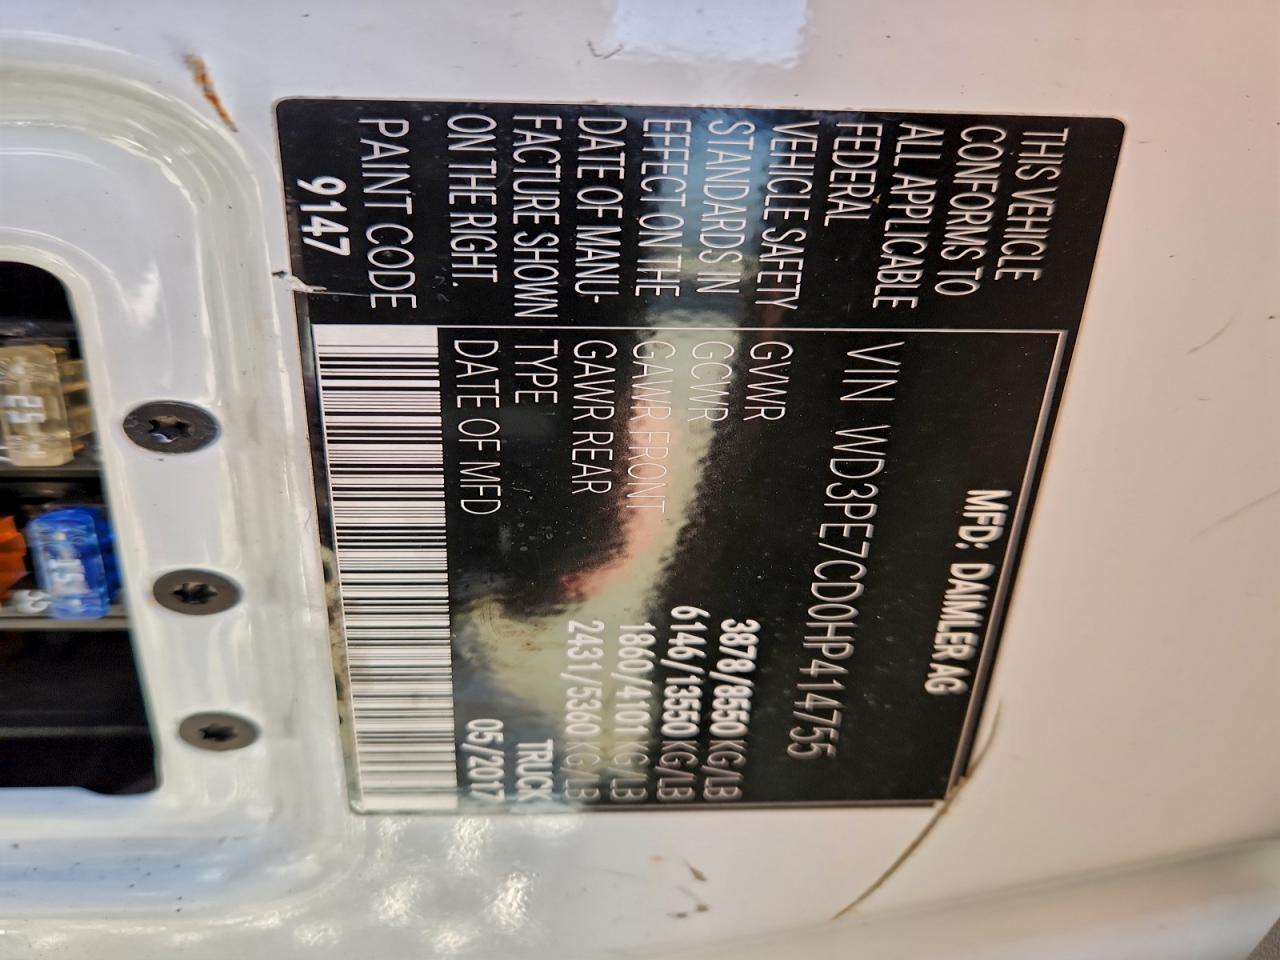 MFD: DAIMLER AG
VIN WD3PE7CD0HP414755
GVWR 3878/8550 KG/LB
GCWR 6146/13550 KG/LB
GAWR FRONT 1860/4101 KG/LB
GAWR REAR 2431/5360 KG/LB
TYPE TRUCK
DATE OF MFD 05/2017
THIS VEHICLE
CONFORMS TO
ALL APPLICABLE
FEDERAL
VEHICLE SAFETY
STANDARDS IN
EFFECT ON THE
DATE OF MANU-
FACTURE SHOWN
ON THE RIGHT.
PAINT CODE
9147
25
15